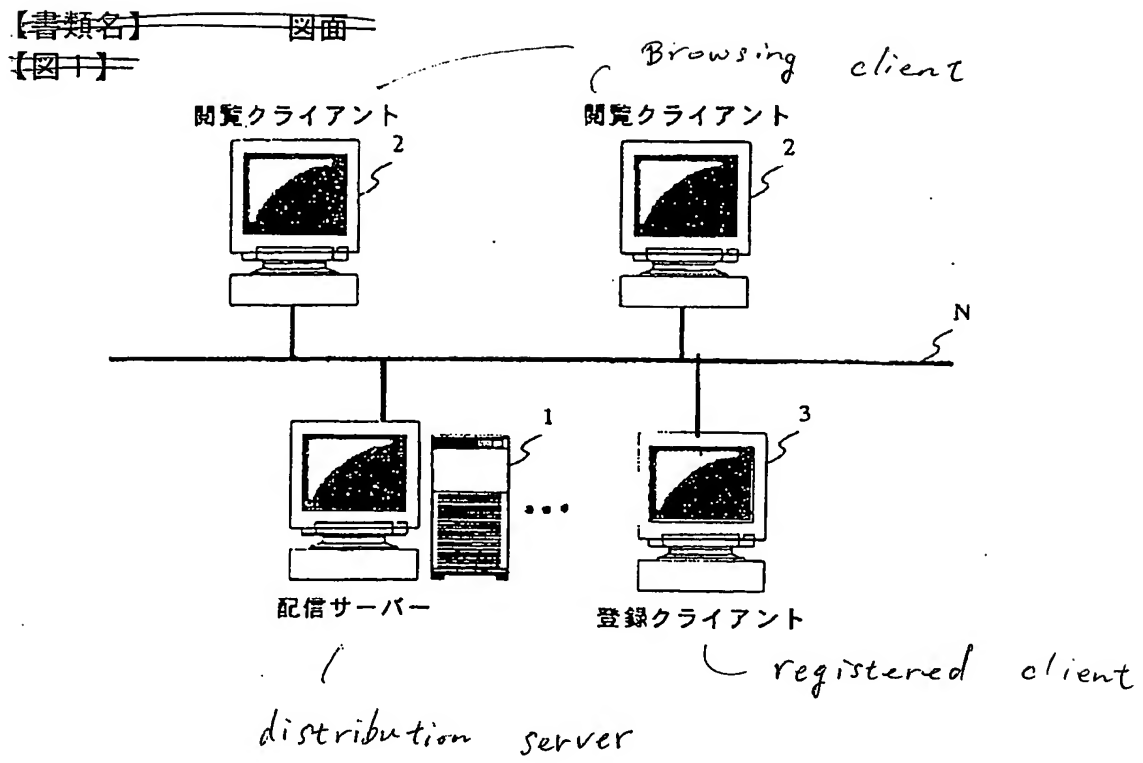 【書類名】 図面
【図1】
Browsing client
閲覧クライアント 閲覧クライアント
2 2
N
1 3
配信サーバー
登録クライアント
registered client
distribution server